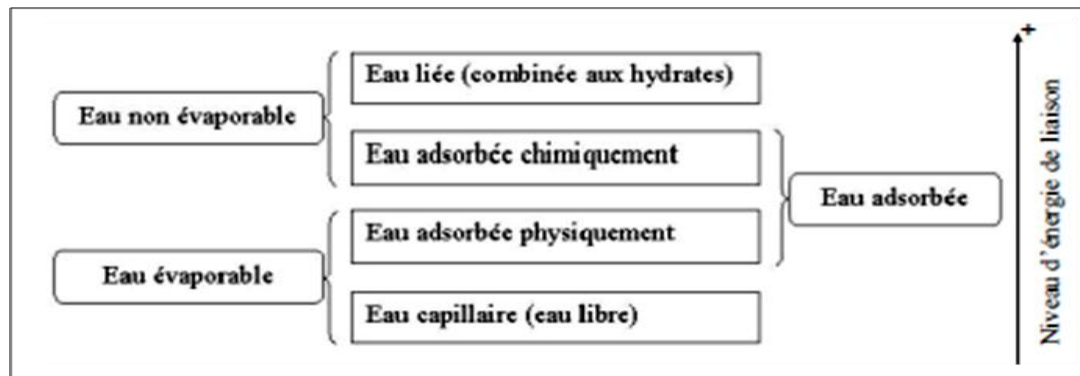 Eau non évaporable
Eau évaporable
Eau liée (combinée aux hydrates)
Eau adsorbée chimiquement
Eau adsorbée physiquement
Eau capillaire (eau libre)
Eau adsorbée
+
Niveau d'énergie de liaison